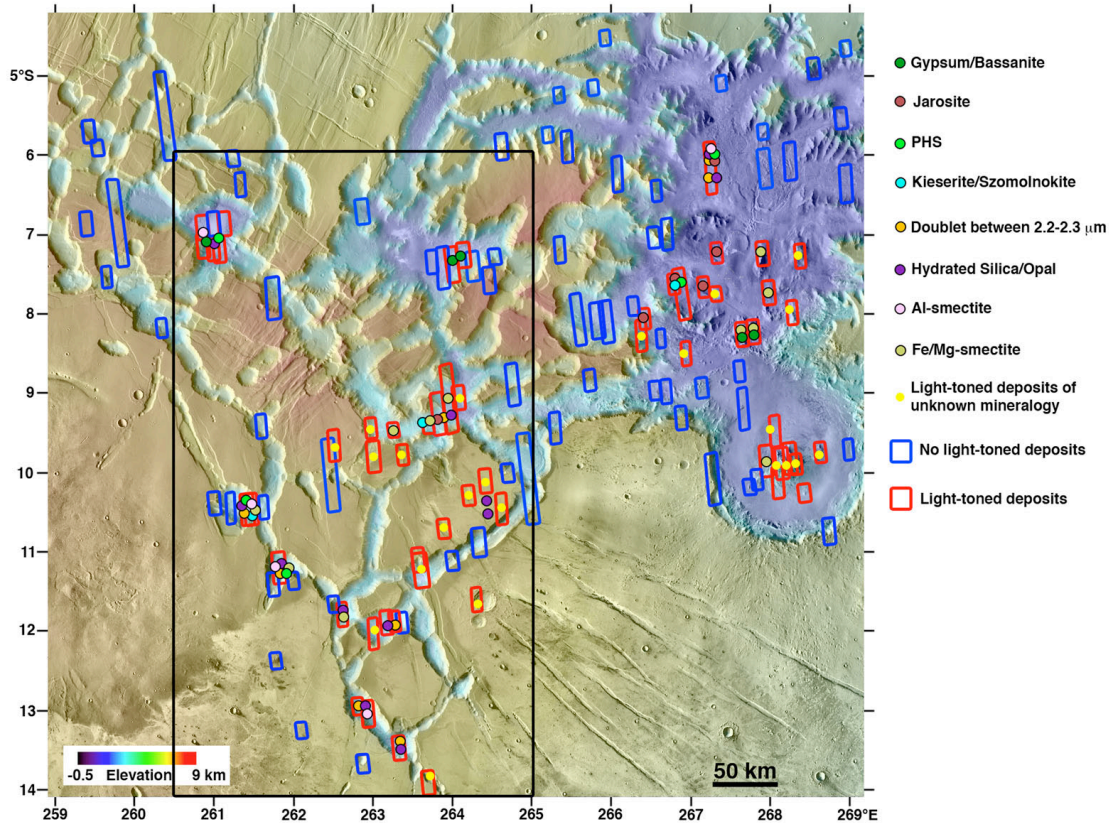 5°S
6
7
8
9
10
11
12
13
14
259
260
261
262
263
264
265
266
267
268
269°E
-0.5 Elevation 9 km
50 km
Gypsum/Bassanite
Jarosite
PHS
Kieserite/Szomolnokite
Doublet between 2.2-2.3 μm
Hydrated Silica/Opal
Al-smectite
Fe/Mg-smectite
Light-toned deposits of
unknown mineralogy
No light-toned deposits
Light-toned deposits